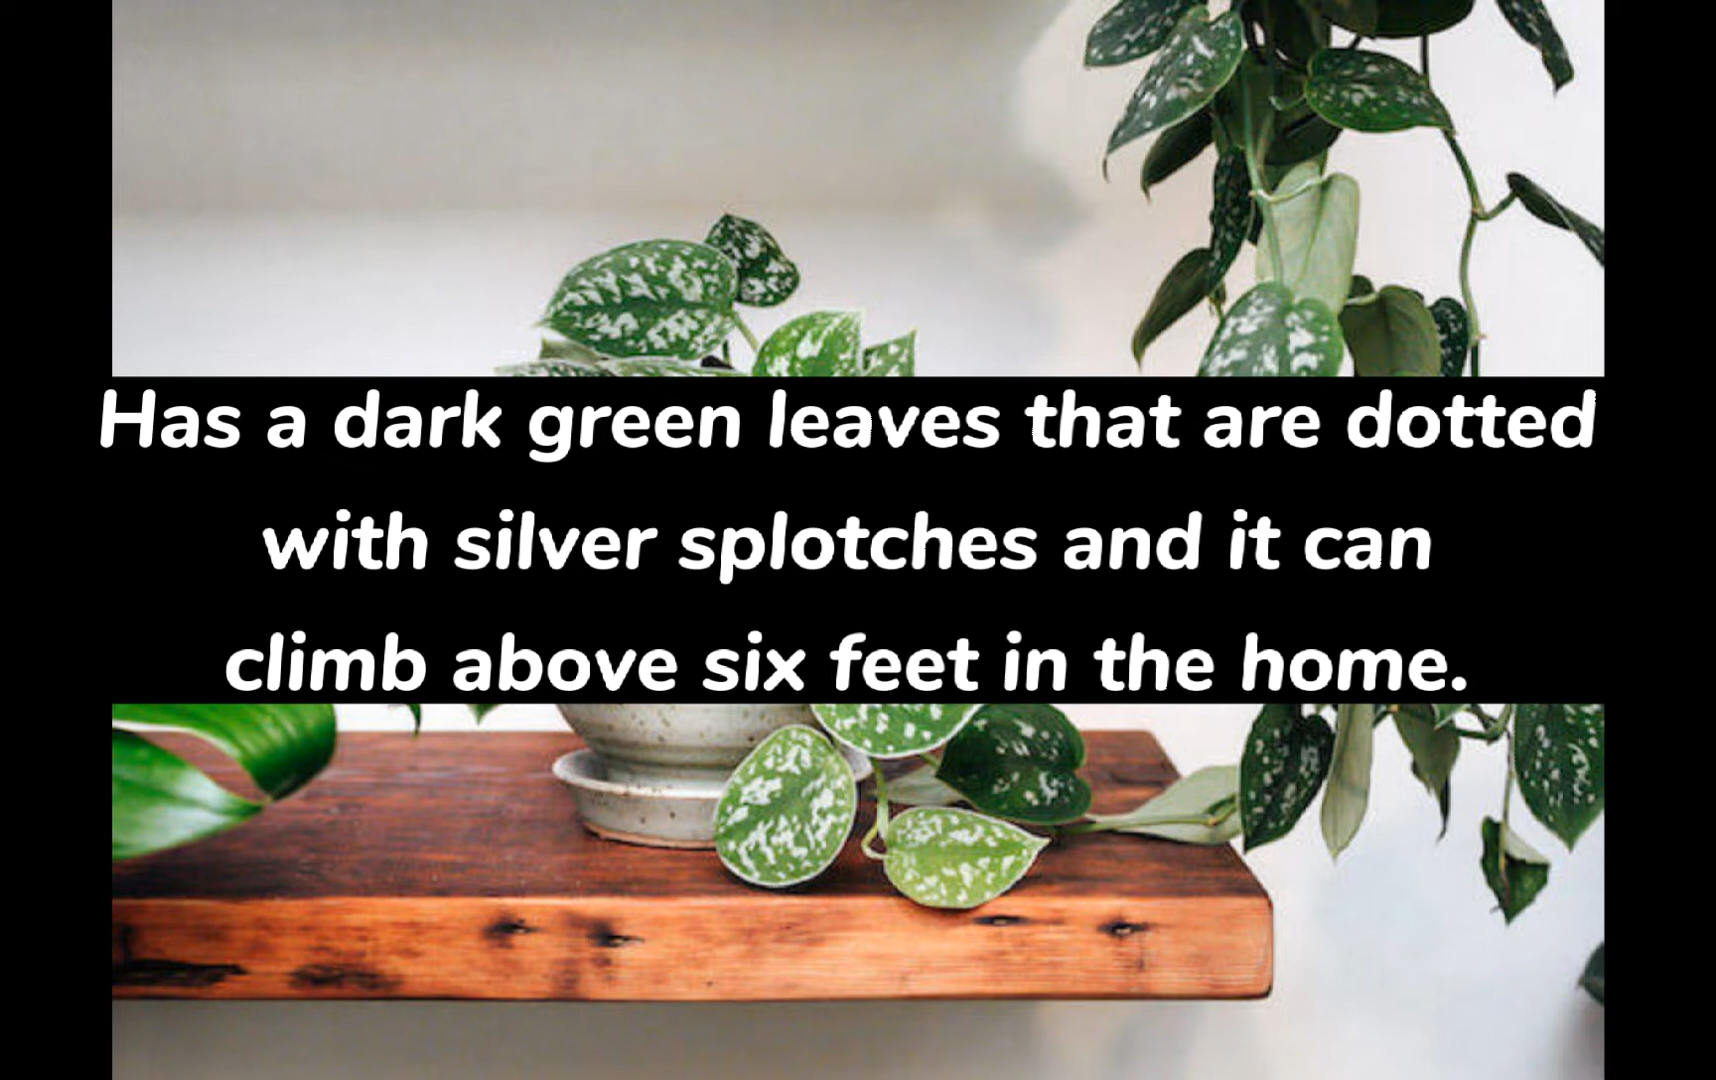 Has a dark green leaves that are dotted
with silver splotches and it can
climb above six feet in the home.